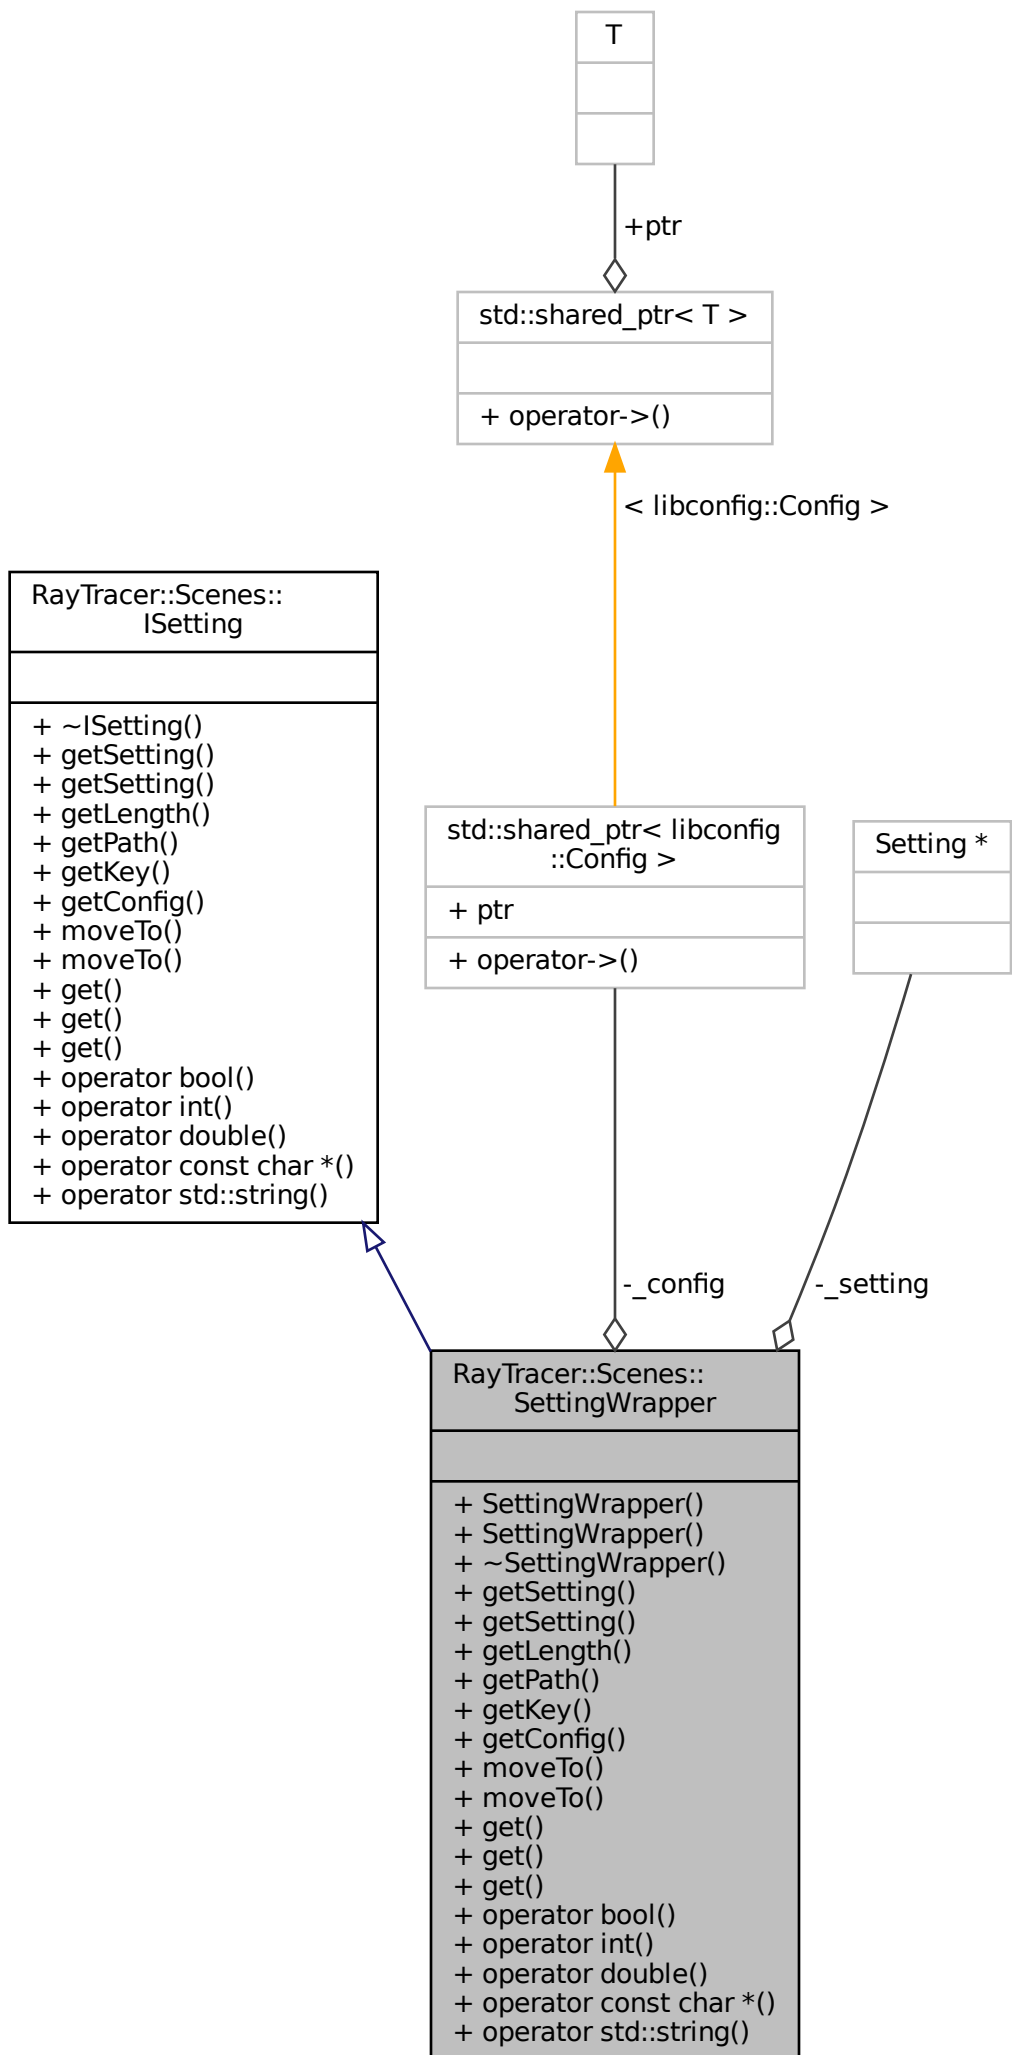 T
+ptr
std::shared_ptr< T >
+ operator->()
< libconfig::Config >
RayTracer::Scenes::
ISetting
+ ~ISetting()
+ getSetting()
+ getSetting()
+ getLength()
+ getPath()
+ getKey()
+ getConfig()
+ moveTo()
+ moveTo()
+ get()
+ get()
+ get()
+ operator bool()
+ operator int()
+ operator double()
+ operator const char *()
+ operator std::string()
std::shared_ptr< libconfig
::Config >
+ ptr
+ operator->()
Setting *
-_config
-_setting
RayTracer::Scenes::
SettingWrapper
+ SettingWrapper()
+ SettingWrapper()
+ ~SettingWrapper()
+ getSetting()
+ getSetting()
+ getLength()
+ getPath()
+ getKey()
+ getConfig()
+ moveTo()
+ moveTo()
+ get()
+ get()
+ get()
+ operator bool()
+ operator int()
+ operator double()
+ operator const char *()
+ operator std::string()